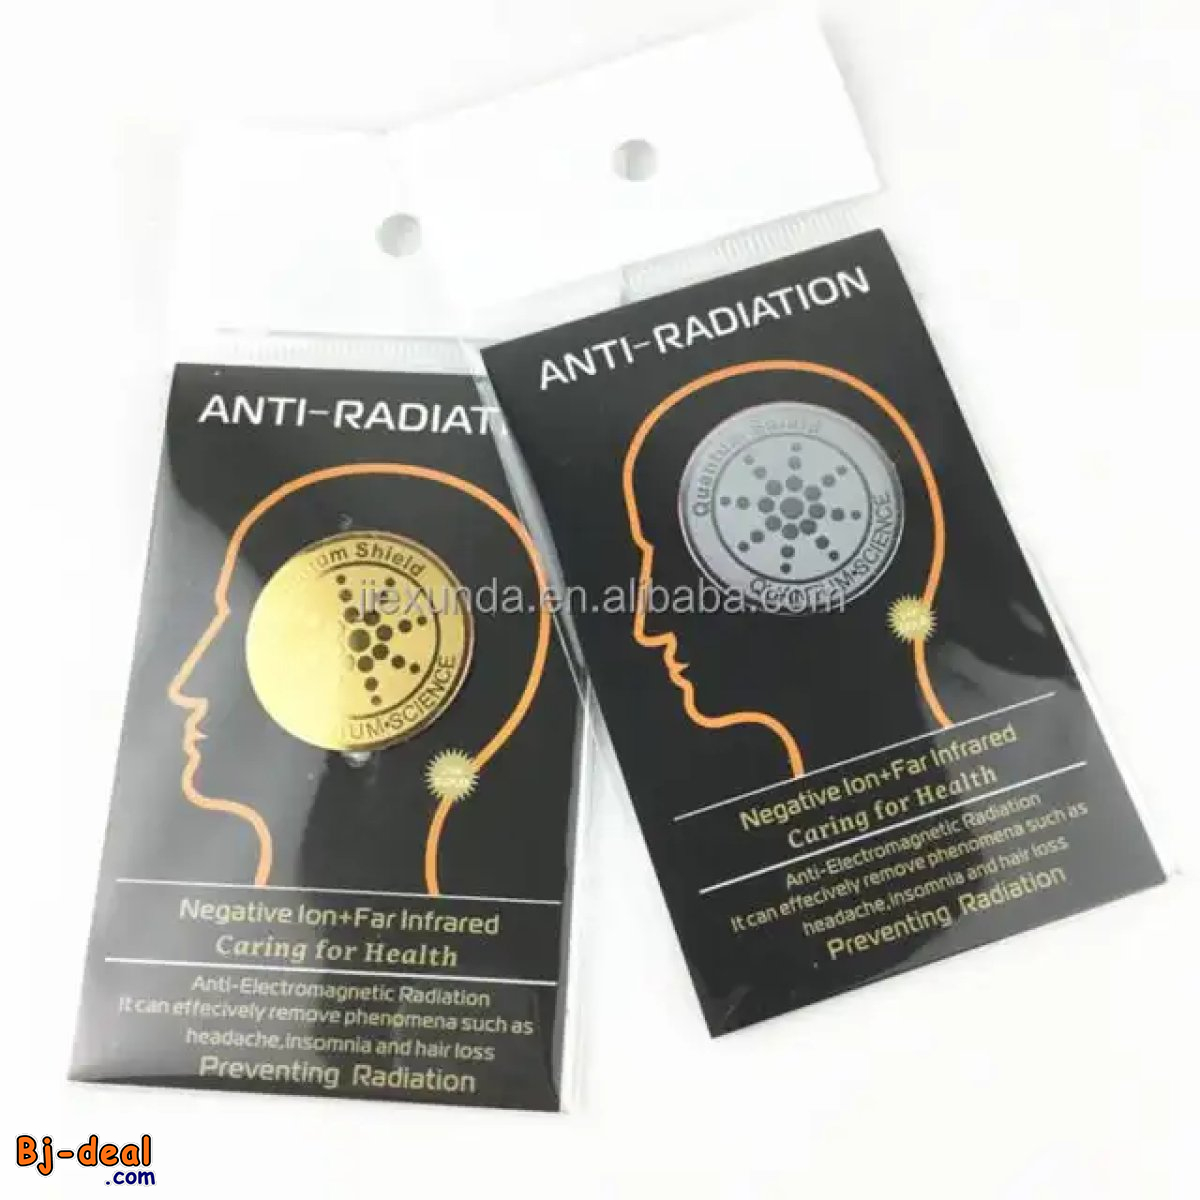 ANTI-RADIAT
Shield
SCIENCE
Negative Ion+Far Infrared
Caring for Health
Anti-Electromagnetic Radiation
It can effecively remove phenomena such as
headache,insomnia and hair loss
Preventing Radiation
ANTI-RADIATION
Quantum Shield
QUANTUM•SCIENCE
Negative Ion+Far Infrared
Caring for Health
Anti-Electromagnetic Radiation
It can effecively remove phenomena such as
headache,insomnia and hair loss
Preventing Radiation
jiexunda.en.alibaba.com
Bj-deal
.com